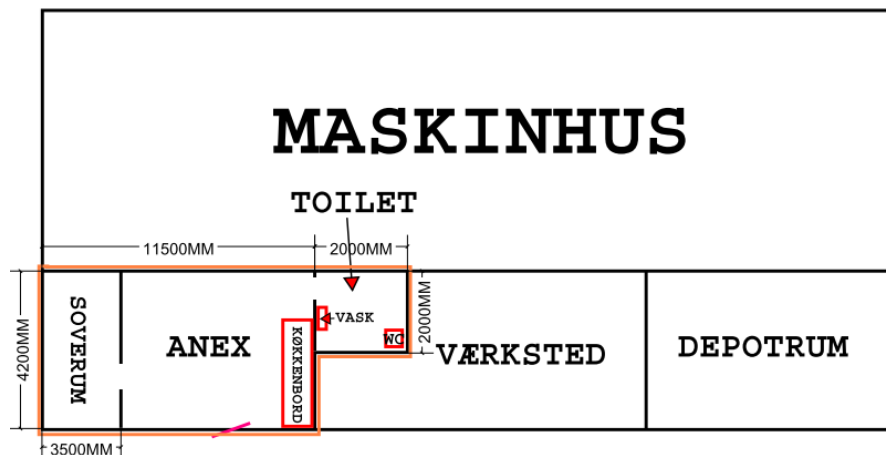 MASKINHUS
TOILET
11500MM
2000MM
SOVERUM
ANEX
KØKKENBORD
VASK
WC
2000MM
VÆRKSTED
DEPOTRUM
4200MM
3500MM